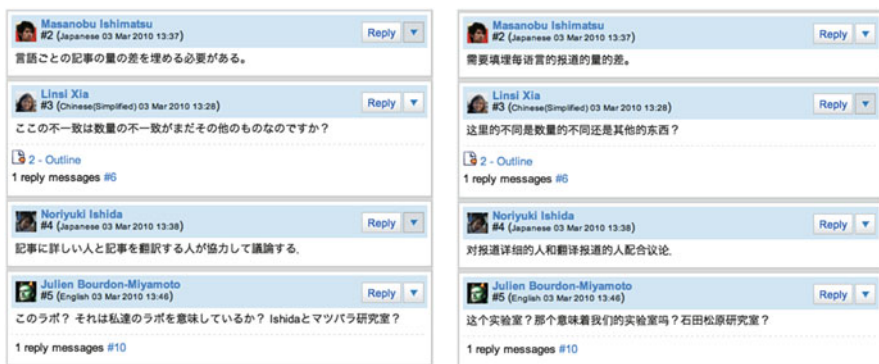 Masanobu Ishimatsu
#2 (Japanese 03 Mar 2010 13:37)
Reply
言語ごとの記事の量の差を埋める必要がある。
Linsi Xia
#3 (Chinese(Simplified) 03 Mar 2010 13:28)
Reply
ここの不一致は数量の不一致がまだその他のものなのですか？
2 - Outline
1 reply messages #6
Noriyuki Ishida
#4 (Japanese 03 Mar 2010 13:38)
Reply
記事に詳しい人と記事を翻訳する人が協力して議論する.
Julien Bourdon-Miyamoto
#5 (English 03 Mar 2010 13:46)
Reply
このラボ？ それは私達のラボを意味しているか？ Ishidaとマツバラ研究室？
1 reply messages #10
Masanobu Ishimatsu
#2 (Japanese 03 Mar 2010 13:37)
Reply
需要填埋每语言的报道的量的差。
Linsi Xia
#3 (Chinese(Simplified) 03 Mar 2010 13:28)
Reply
这里的不同是数量的不同还是其他的东西？
2 - Outline
1 reply messages #6
Noriyuki Ishida
#4 (Japanese 03 Mar 2010 13:38)
Reply
对报道详细的人和翻译报道的人配合议论.
Julien Bourdon-Miyamoto
#5 (English 03 Mar 2010 13:46)
Reply
这个实验室？那个意味着我们的实验室吗？石田松原研究室？
1 reply messages #10